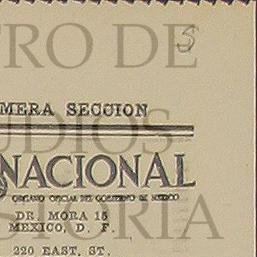 RO DE
5
MERA SECCION
UDIOS
NACIONAL
ORGANO OFICIAL DEL GOBIERNO DE MEXICO
DR. MORA 15
MEXICO, D. F.
STORIA
220 EAST, ST.